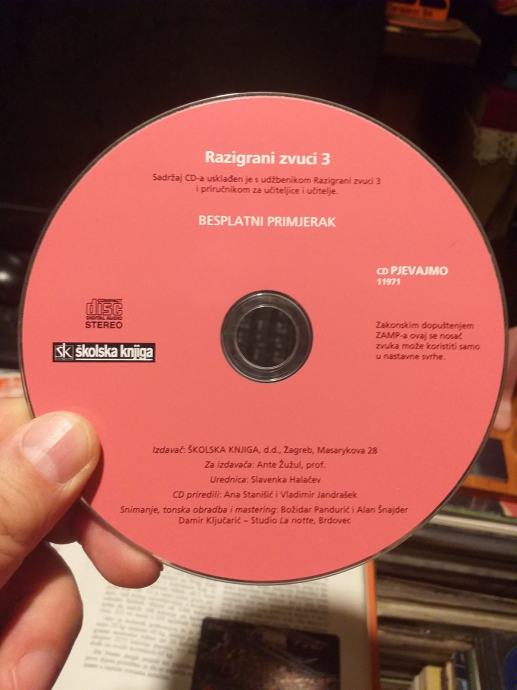 Razigrani zvuci 3
Sadržaj CD-a usklađen je s udžbenikom Razigrani zvuci 3
i priručnikom za učiteljice i učitelje.
BESPLATNI PRIMJERAK
CD PJEVAJMO
11971
COMPACT
disc
DIGITAL AUDIO
STEREO
šk školska knjiga
Zakonskim dopuštenjem
ZAMP-a ovaj se nosač
zvuka može koristiti samo
u nastavne svrhe.
Izdavač: ŠKOLSKA KNJIGA, d.d., Zagreb, Masarykova 28
Za izdavača: Ante Žužul, prof.
Urednica: Slavenka Halačev
CD priredili: Ana Stanišić i Vladimir Jandrašek
Snimanje, tonska obradba i mastering: Božidar Pandurić i Alan Šnajder
Damir Ključarić – Studio La notte, Brdovec